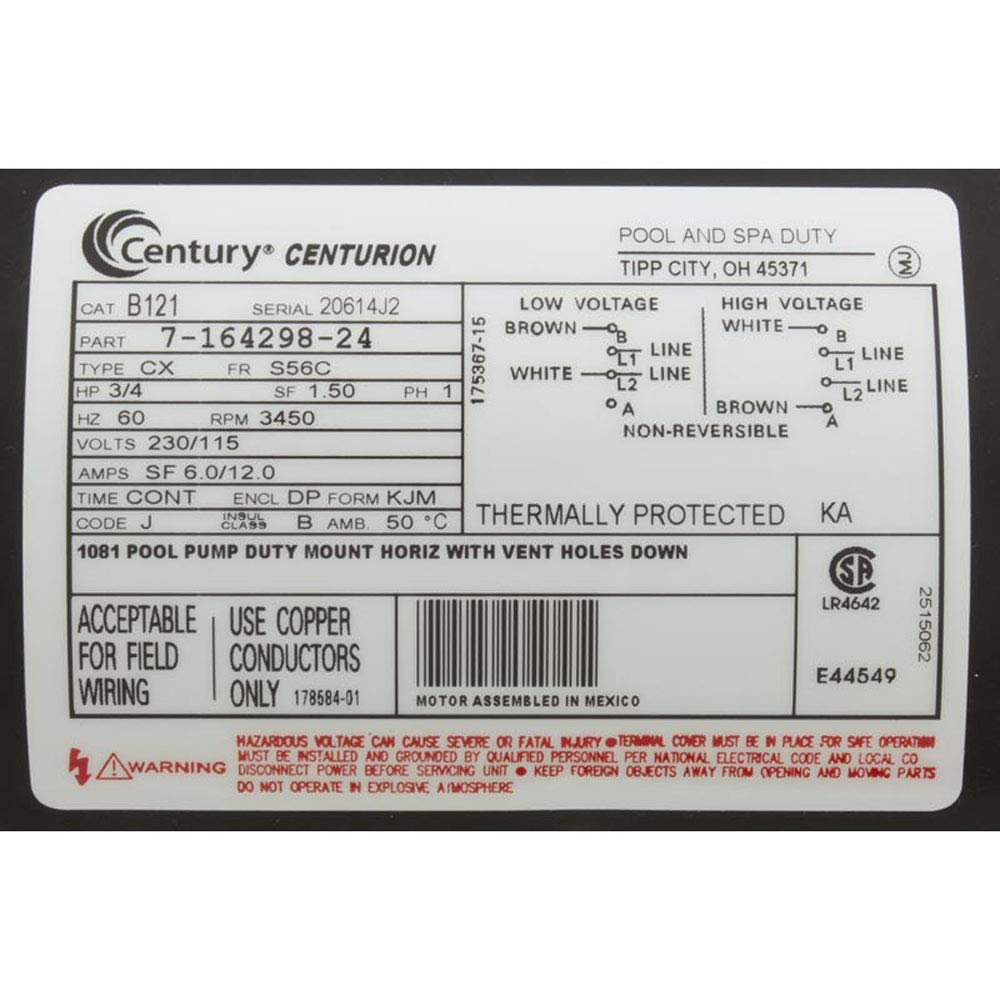 Century® CENTURION
POOL AND SPA DUTY
TIPP CITY, OH 45371
MJ
CAT B121 SERIAL 20614J2
PART 7-164298-24
TYPE CX FR S56C
HP 3/4 SF 1.50 PH 1
HZ 60 RPM 3450
VOLTS 230/115
AMPS SF 6.0/12.0
TIME CONT ENCL DP FORM KJM
CODE J INSUL CLASS B AMB. 50 °C
175367-15
LOW VOLTAGE
BROWN B
L1 LINE
WHITE L2 LINE
A
HIGH VOLTAGE
WHITE B
L1 LINE
L2 LINE
BROWN A
NON-REVERSIBLE
THERMALLY PROTECTED KA
1081 POOL PUMP DUTY MOUNT HORIZ WITH VENT HOLES DOWN
SA
LR4642
2515062
E44549
ACCEPTABLE
FOR FIELD
WIRING
USE COPPER
CONDUCTORS
ONLY 178584-01
MOTOR ASSEMBLED IN MEXICO
WARNING
HAZARDOUS VOLTAGE CAN CAUSE SEVERE OR FATAL INJURY ● TERMINAL COVER MUST BE IN PLACE FOR SAFE OPERATION
MUST BE INSTALLED AND GROUNDED BY QUALIFIED PERSONNEL PER NATIONAL ELECTRICAL CODE AND LOCAL CO
DISCONNECT POWER BEFORE SERVICING UNIT ● KEEP FOREIGN OBJECTS AWAY FROM OPENING AND MOVING PARTS
DO NOT OPERATE IN EXPLOSIVE ATMOSPHERE